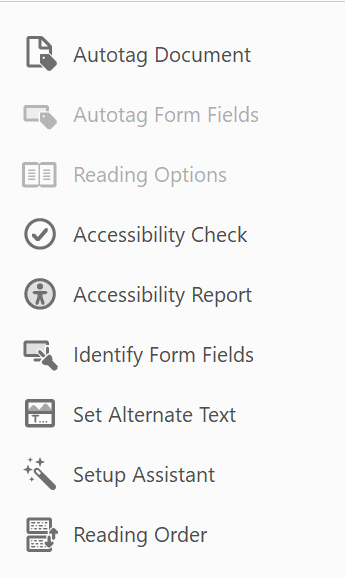 Autotag Document
Autotag Form Fields
Reading Options
Accessibility Check
Accessibility Report
Identify Form Fields
Set Alternate Text
Setup Assistant
Reading Order